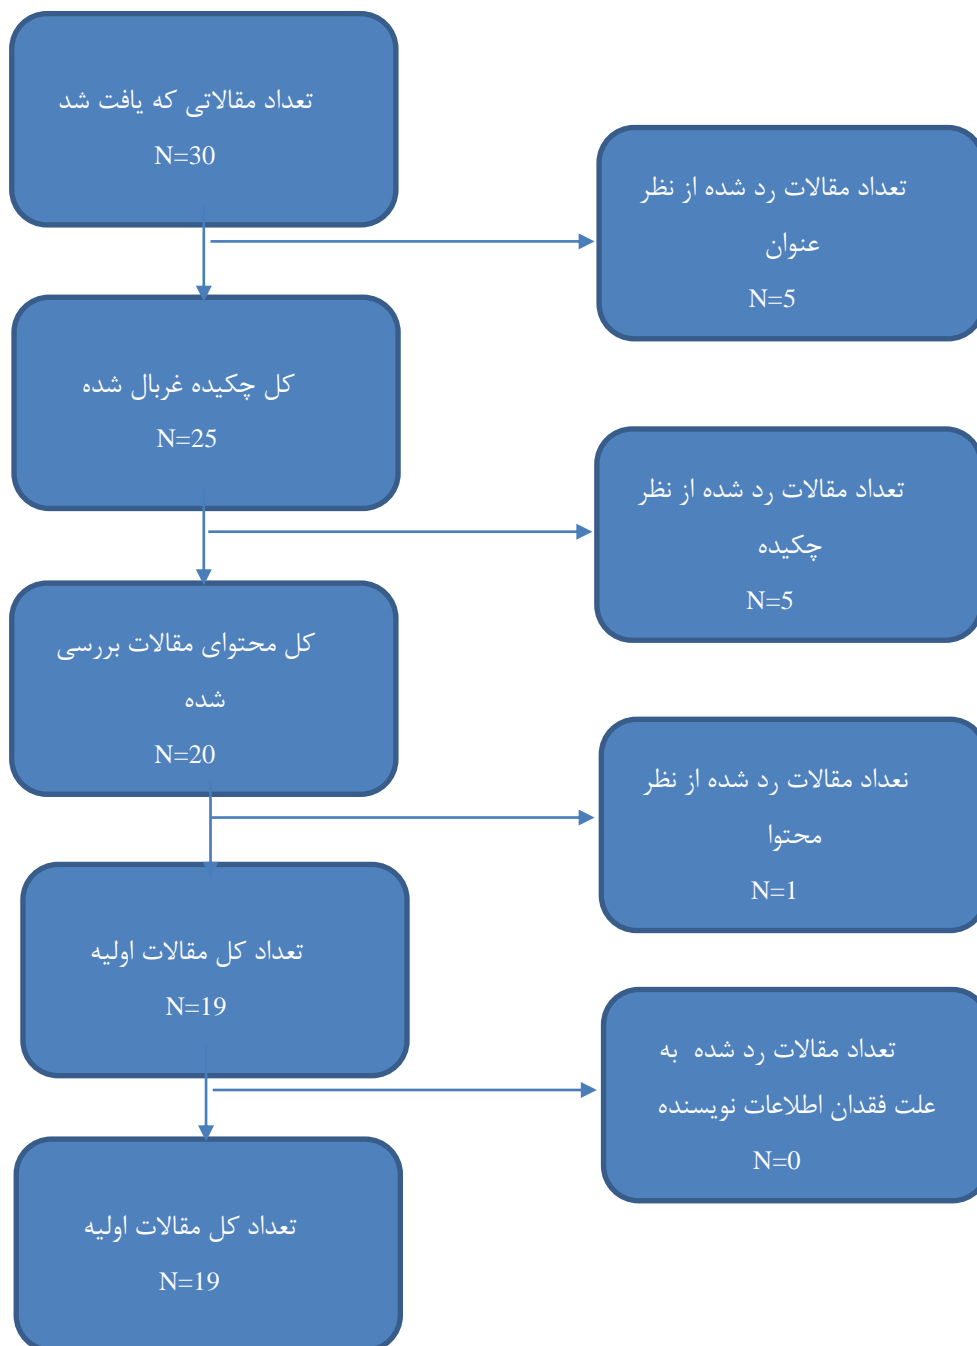 تعداد مقالاتی که یافت شد
N=30
تعداد مقالات رد شده از نظر
عنوان
N=5
کل چکیده غربال شده
N=25
تعداد مقالات رد شده از نظر
چکیده
N=5
کل محتوای مقالات بررسی
شده
N=20
نعداد مقالات رد شده از نظر
محتوا
N=1
تعداد کل مقالات اولیه
N=19
تعداد مقالات رد شده به
علت فقدان اطلاعات نویسنده
N=0
تعداد کل مقالات اولیه
N=19